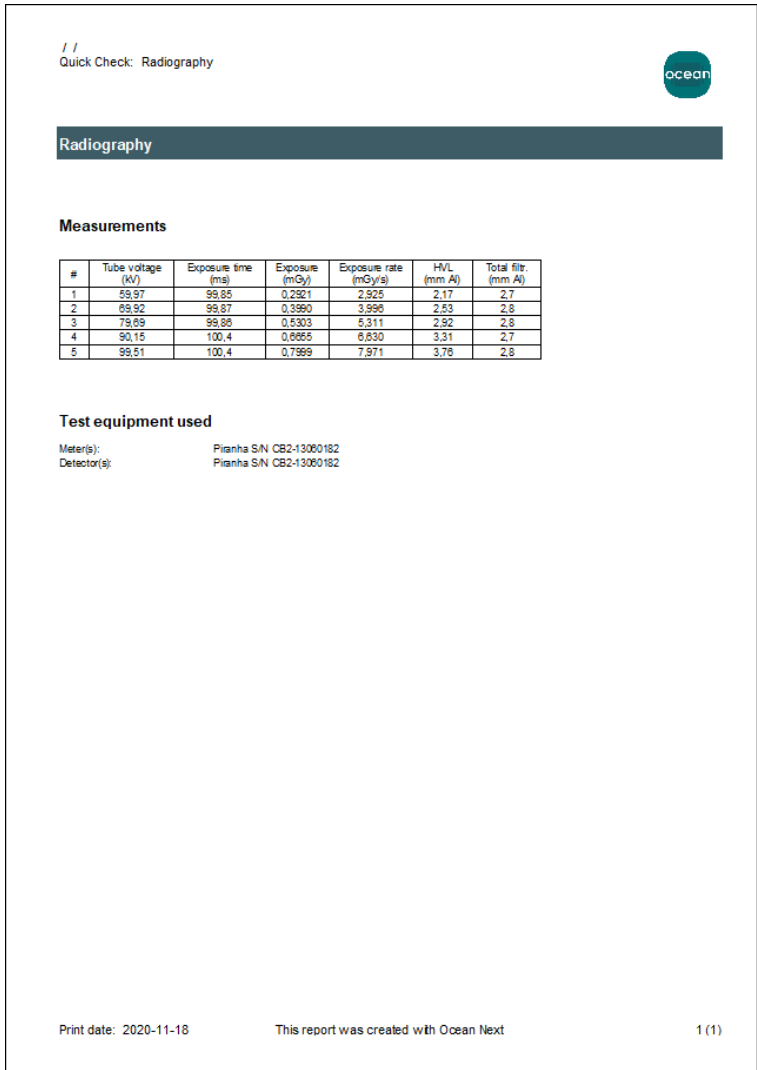 / /
Quick Check: Radiography
ocean
Radiography
Measurements
# Tube voltage (kV) Exposure time (ms) Exposure (mGy) Exposure rate (mGy/s) HVL (mm Al) Total filtr. (mm Al)
1 59,97 99,85 0,2921 2,925 2,17 2,7
2 69,92 99,87 0,3990 3,996 2,53 2,8
3 79,69 99,86 0,5303 5,311 2,92 2,8
4 90,15 100,4 0,6655 6,630 3,31 2,7
5 99,51 100,4 0,7999 7,971 3,76 2,8
Test equipment used
Meter(s): Piranha S/N CB2-13060182
Detector(s): Piranha S/N CB2-13060182
Print date: 2020-11-18 This report was created with Ocean Next 1 (1)